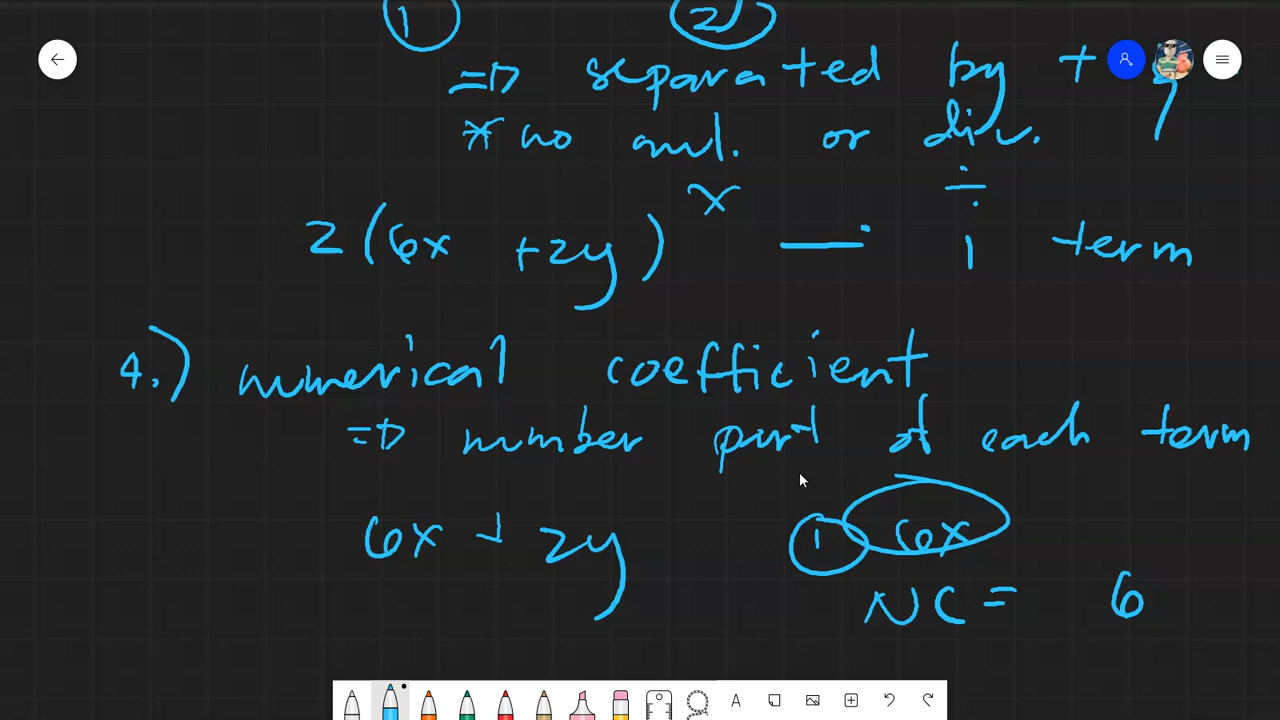 1 2
=> separated by +
* no mul. or div.
x ÷
2(6x + 2y) — 1 term
4.) numerical coefficient
=> number part of each term
6x + 2y 1 6x
NC = 6
A